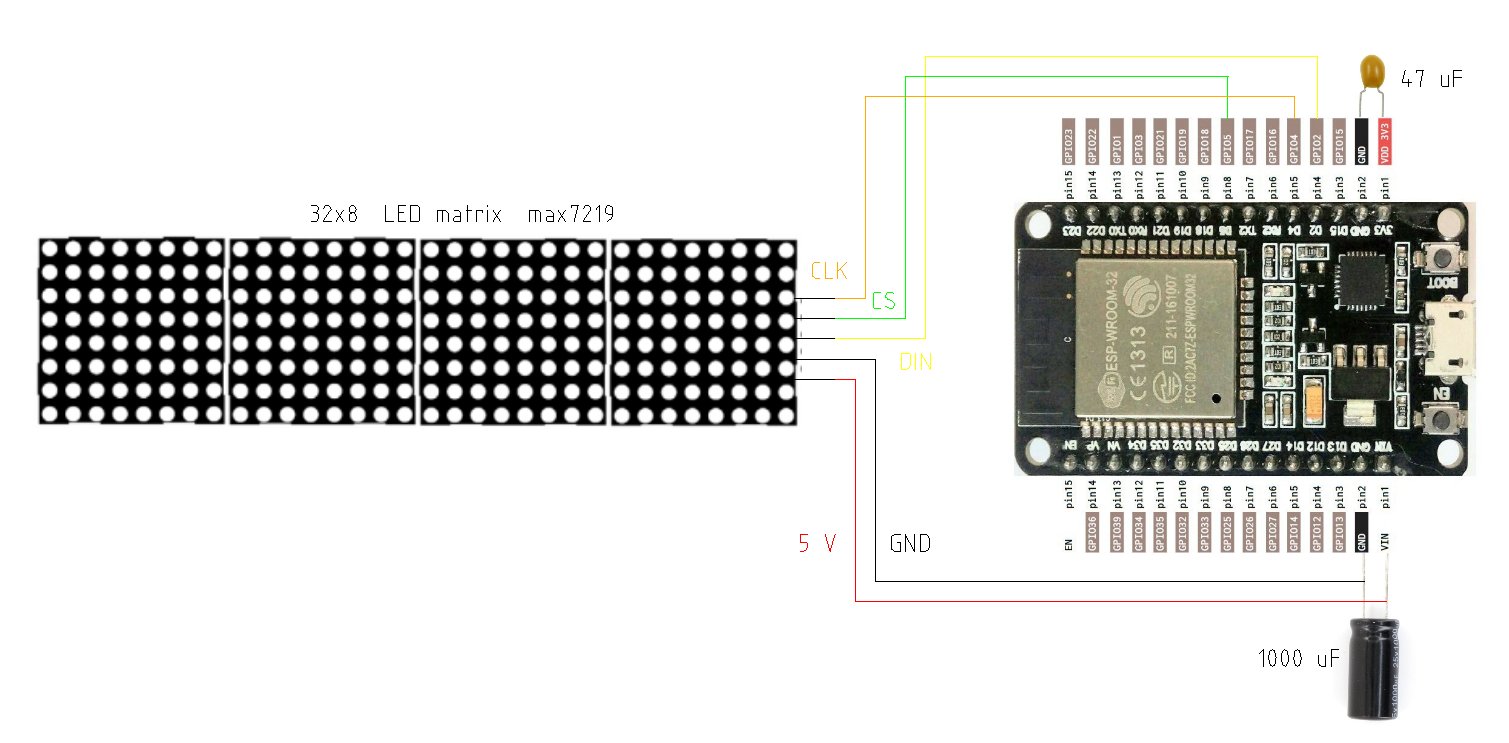 47 uF
GPIO23 GPIO22 GPIO1 GPIO3 GPIO21 GPIO19 GPIO18 GPIO5 GPIO17 GPIO16 GPIO4 GPIO2 GPIO15 GND VDD 3V3
pin15 pin14 pin13 pin12 pin11 pin10 pin9 pin8 pin7 pin6 pin5 pin4 pin3 pin2 pin1
32x8 LED matrix max7219
D23 D22 TX0 RX0 D21 D19 D18 D5 TX2 RX2 D4 D2 D15 GND 3V3
CLK
CS
DIN
BOOT
ESP-WROOM-32
CE1313
R 211-161007
FCC ID:2AC7Z-ESPWROOM32
EN
EN VP VN D34 D35 D32 D33 D25 D26 D27 D14 D12 D13 GND VIN
pin15 pin14 pin13 pin12 pin11 pin10 pin9 pin8 pin7 pin6 pin5 pin4 pin3 pin2 pin1
EN GPIO36 GPIO39 GPIO34 GPIO35 GPIO32 GPIO33 GPIO25 GPIO26 GPIO27 GPIO14 GPIO12 GPIO13 GND VIN
5 V
GND
1000 uF